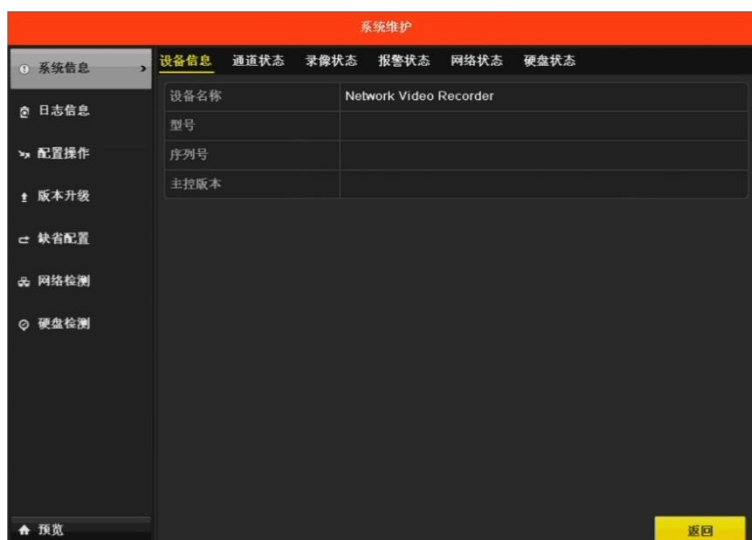 系统维护
系统信息
日志信息
配置操作
版本升级
缺省配置
网络检测
硬盘检测
预览
设备信息 通道状态 录像状态 报警状态 网络状态 硬盘状态
设备名称 Network Video Recorder
型号
序列号
主控版本
返回